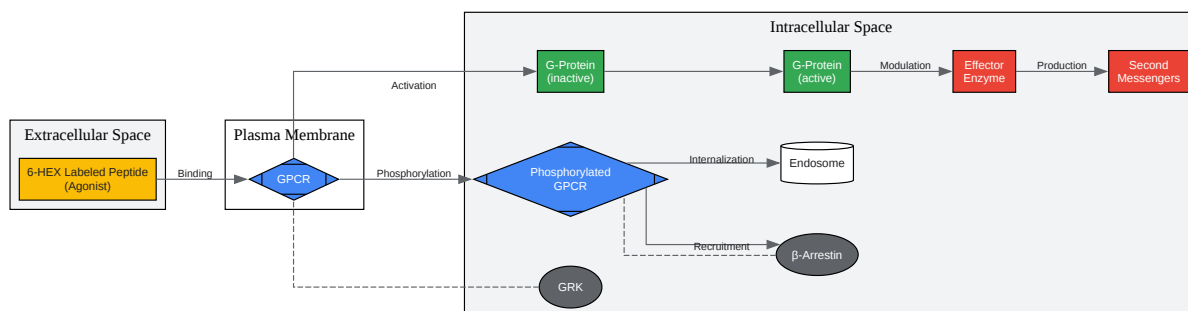 Intracellular Space
G-Protein
(inactive)
G-Protein
(active)
Modulation
Effector
Enzyme
Production
Second
Messengers
Activation
Extracellular Space
Plasma Membrane
6-HEX Labeled Peptide
(Agonist)
Binding
GPCR
Phosphorylation
Phosphorylated
GPCR
Internalization
Endosome
Recruitment
β-Arrestin
GRK